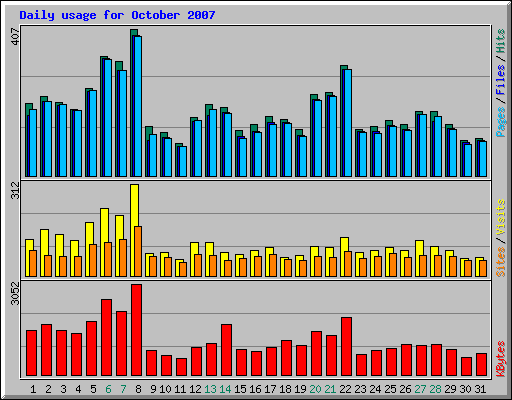 Daily usage for October 2007
407
Pages/Files/Hits
312
Sites/Visits
3052
KBytes
1 2 3 4 5 6 7 8 9 10 11 12 13 14 15 16 17 18 19 20 21 22 23 24 25 26 27 28 29 30 31